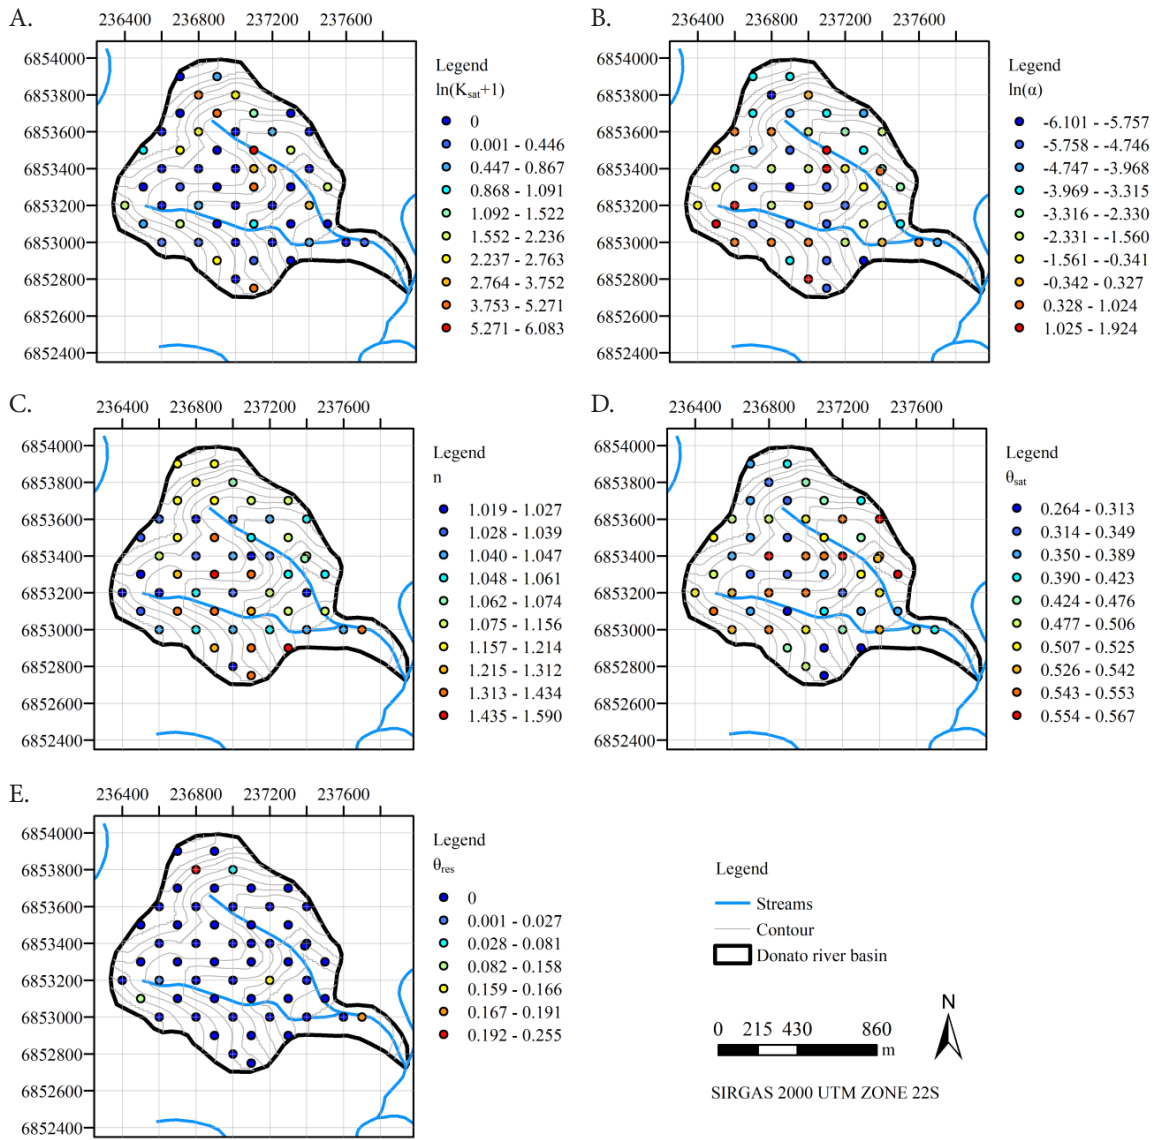 A.
236400 236800 237200 237600
6854000
6853800
6853600
6853400
6853200
6853000
6852800
6852600
6852400
Legend
ln(Ksat+1)
0
0.001 - 0.446
0.447 - 0.867
0.868 - 1.091
1.092 - 1.522
1.552 - 2.236
2.237 - 2.763
2.764 - 3.752
3.753 - 5.271
5.271 - 6.083
B.
236400 236800 237200 237600
6854000
6853800
6853600
6853400
6853200
6853000
6852800
6852600
6852400
Legend
ln(α)
-6.101 - -5.757
-5.758 - -4.746
-4.747 - -3.968
-3.969 - -3.315
-3.316 - -2.330
-2.331 - -1.560
-1.561 - -0.341
-0.342 - 0.327
0.328 - 1.024
1.025 - 1.924
C.
236400 236800 237200 237600
6854000
6853800
6853600
6853400
6853200
6853000
6852800
6852600
6852400
Legend
n
1.019 - 1.027
1.028 - 1.039
1.040 - 1.047
1.048 - 1.061
1.062 - 1.074
1.075 - 1.156
1.157 - 1.214
1.215 - 1.312
1.313 - 1.434
1.435 - 1.590
D.
236400 236800 237200 237600
6854000
6853800
6853600
6853400
6853200
6853000
6852800
6852600
6852400
Legend
θsat
0.264 - 0.313
0.314 - 0.349
0.350 - 0.389
0.390 - 0.423
0.424 - 0.476
0.477 - 0.506
0.507 - 0.525
0.526 - 0.542
0.543 - 0.553
0.554 - 0.567
E.
236400 236800 237200 237600
6854000
6853800
6853600
6853400
6853200
6853000
6852800
6852600
6852400
Legend
θres
0
0.001 - 0.027
0.028 - 0.081
0.082 - 0.158
0.159 - 0.166
0.167 - 0.191
0.192 - 0.255
Legend
Streams
Contour
Donato river basin
N
0 215 430 860
m
SIRGAS 2000 UTM ZONE 22S